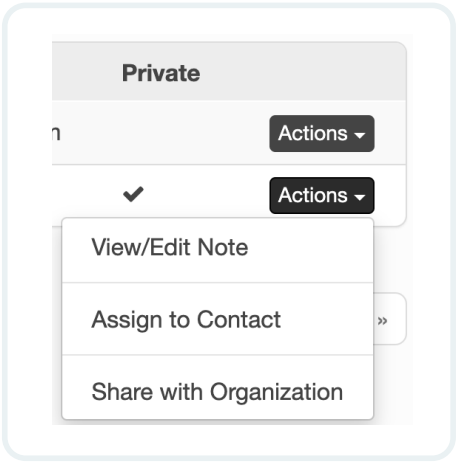 Private
n
Actions
Actions
View/Edit Note
Assign to Contact
»
Share with Organization